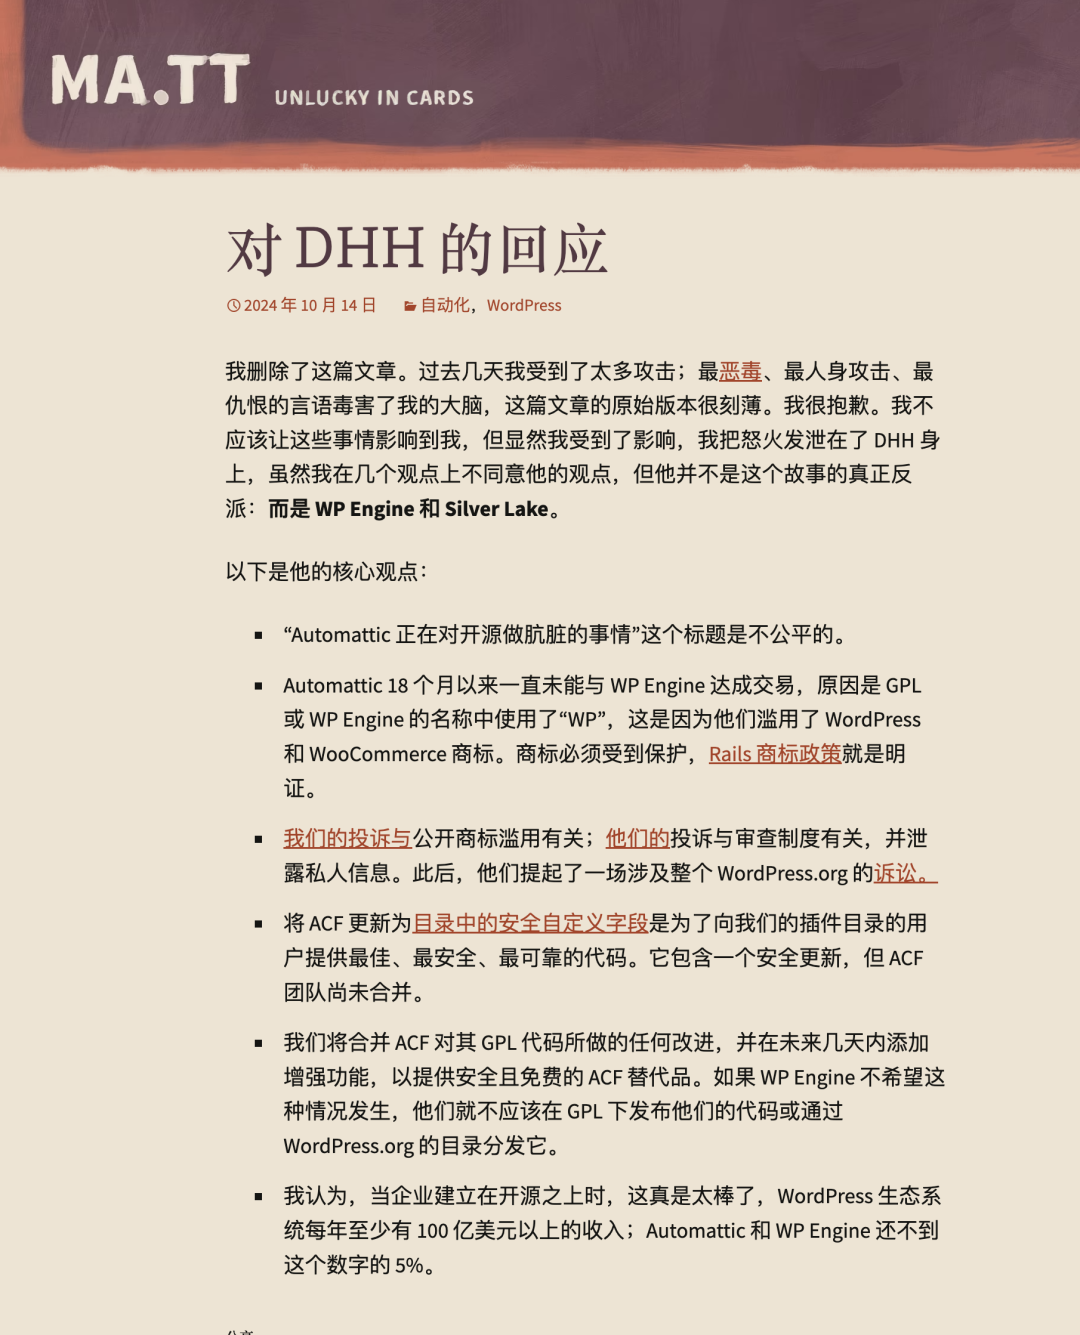 MA.TT UNLUCKY IN CARDS
对 DHH 的回应
2024 年 10 月 14 日 自动化，WordPress
我删除了这篇文章。过去几天我受到了太多攻击；最恶毒、最人身攻击、最
仇恨的言语毒害了我的大脑，这篇文章的原始版本很刻薄。我很抱歉。我不
应该让这些事情影响到我，但显然我受到了影响，我把怒火发泄在了 DHH 身
上，虽然我在几个观点上不同意他的观点，但他并不是这个故事的真正反
派：而是 WP Engine 和 Silver Lake。
以下是他的核心观点：
“Automattic 正在对开源做肮脏的事情”这个标题是不公平的。
Automattic 18 个月以来一直未能与 WP Engine 达成交易，原因是 GPL
或 WP Engine 的名称中使用了“WP”，这是因为他们滥用了 WordPress
和 WooCommerce 商标。商标必须受到保护，Rails 商标政策就是明
证。
我们的投诉与公开商标滥用有关；他们的投诉与审查制度有关，并泄
露私人信息。此后，他们提起了一场涉及整个 WordPress.org 的诉讼。
将 ACF 更新为目录中的安全自定义字段是为了向我们的插件目录的用
户提供最佳、最安全、最可靠的代码。它包含一个安全更新，但 ACF
团队尚未合并。
我们将合并 ACF 对其 GPL 代码所做的任何改进，并在未来几天内添加
增强功能，以提供安全且免费的 ACF 替代品。如果 WP Engine 不希望这
种情况发生，他们就不应该在 GPL 下发布他们的代码或通过
WordPress.org 的目录分发它。
我认为，当企业建立在开源之上时，这真是太棒了，WordPress 生态系
统每年至少有 100 亿美元以上的收入；Automattic 和 WP Engine 还不到
这个数字的 5%。